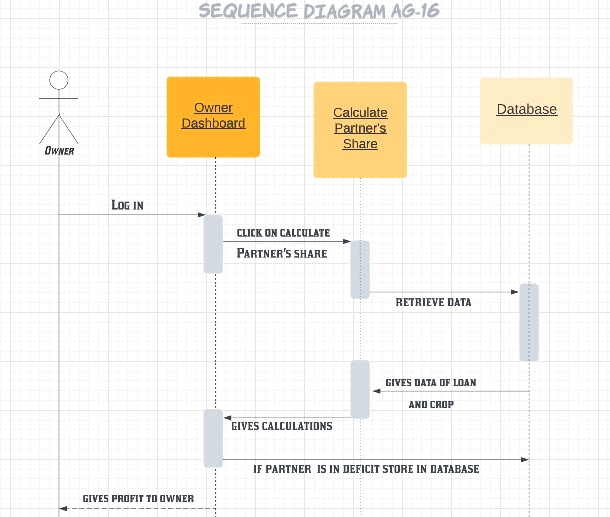 SEQUENCE DIAGRAM AG-16
Owner
Dashboard
Calculate
Partner's
Share
Database
OWNER
LOG IN
CLICK ON CALCULATE
PARTNER'S SHARE
RETRIEVE DATA
GIVES DATA OF LOAN
AND CROP
GIVES CALCULATIONS
IF PARTNER IS IN DEFICIT STORE IN DATABASE
GIVES PROFIT TO OWNER